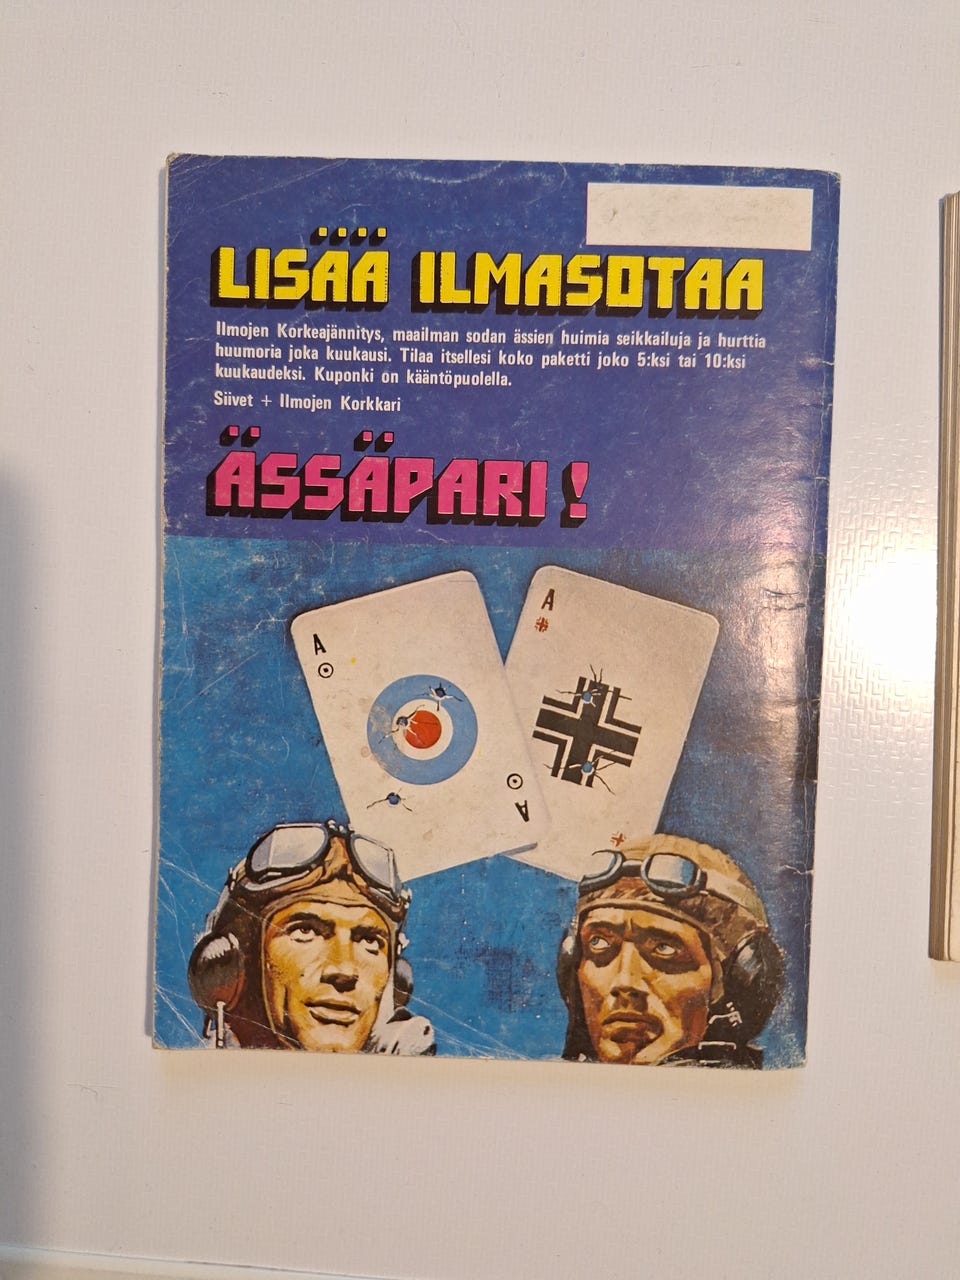 LISÄÄ ILMASOTAA
Ilmojen Korkeajännitys, maailman sodan ässien huimia seikkailuja ja hurttia
huumoria joka kuukausi. Tilaa itsellesi koko paketti joko 5:ksi tai 10:ksi
kuukaudeksi. Kuponki on kääntöpuolella.
Siivet + Ilmojen Korkkari
ÄSSÄPARI!
A
A
A